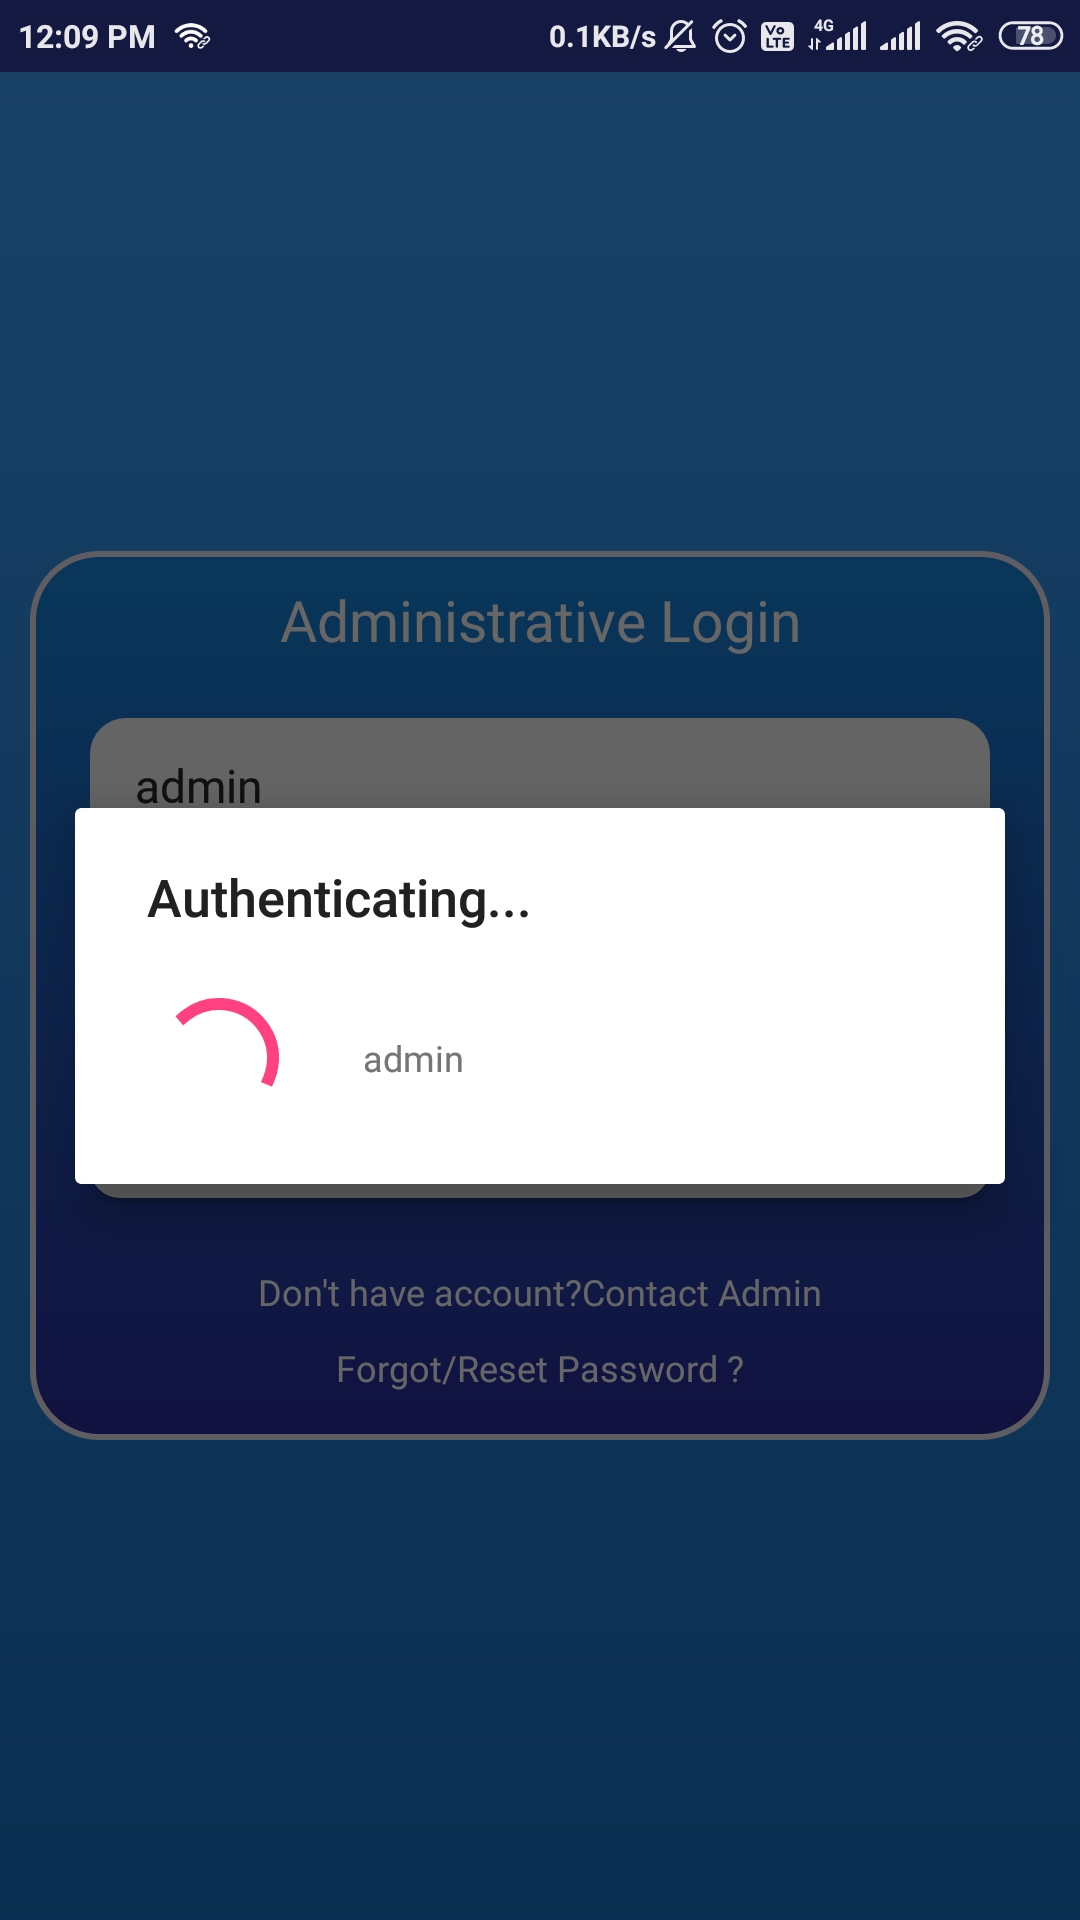 12:09 PM 0.1KB/s Vo LTE 4G 78
Administrative Login
admin
Authenticating...
admin
Don't have account?Contact Admin
Forgot/Reset Password ?